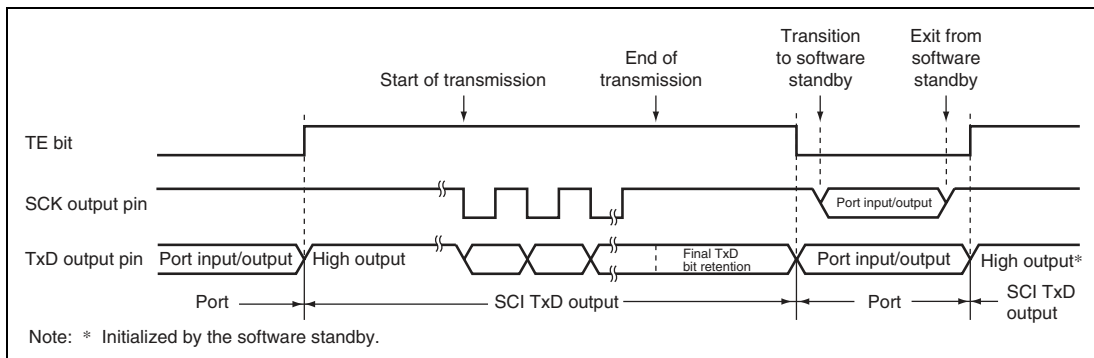 Transition
to software
standby
Exit from
software
standby
Start of transmission
End of
transmission
TE bit
SCK output pin
Port input/output
TxD output pin
Port input/output
High output
Final TxD
bit retention
Port input/output
High output*
Port
SCI TxD output
Port
SCI TxD
output
Note: * Initialized by the software standby.